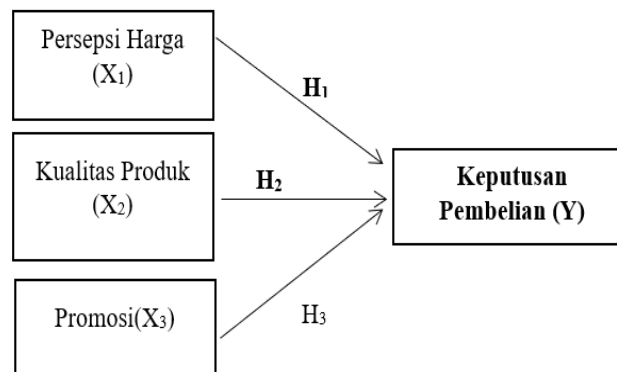 Persepsi Harga
(X₁)
H₁
Kualitas Produk
(X₂)
H₂
Keputusan
Pembelian (Y)
Promosi(X₃)
H₃